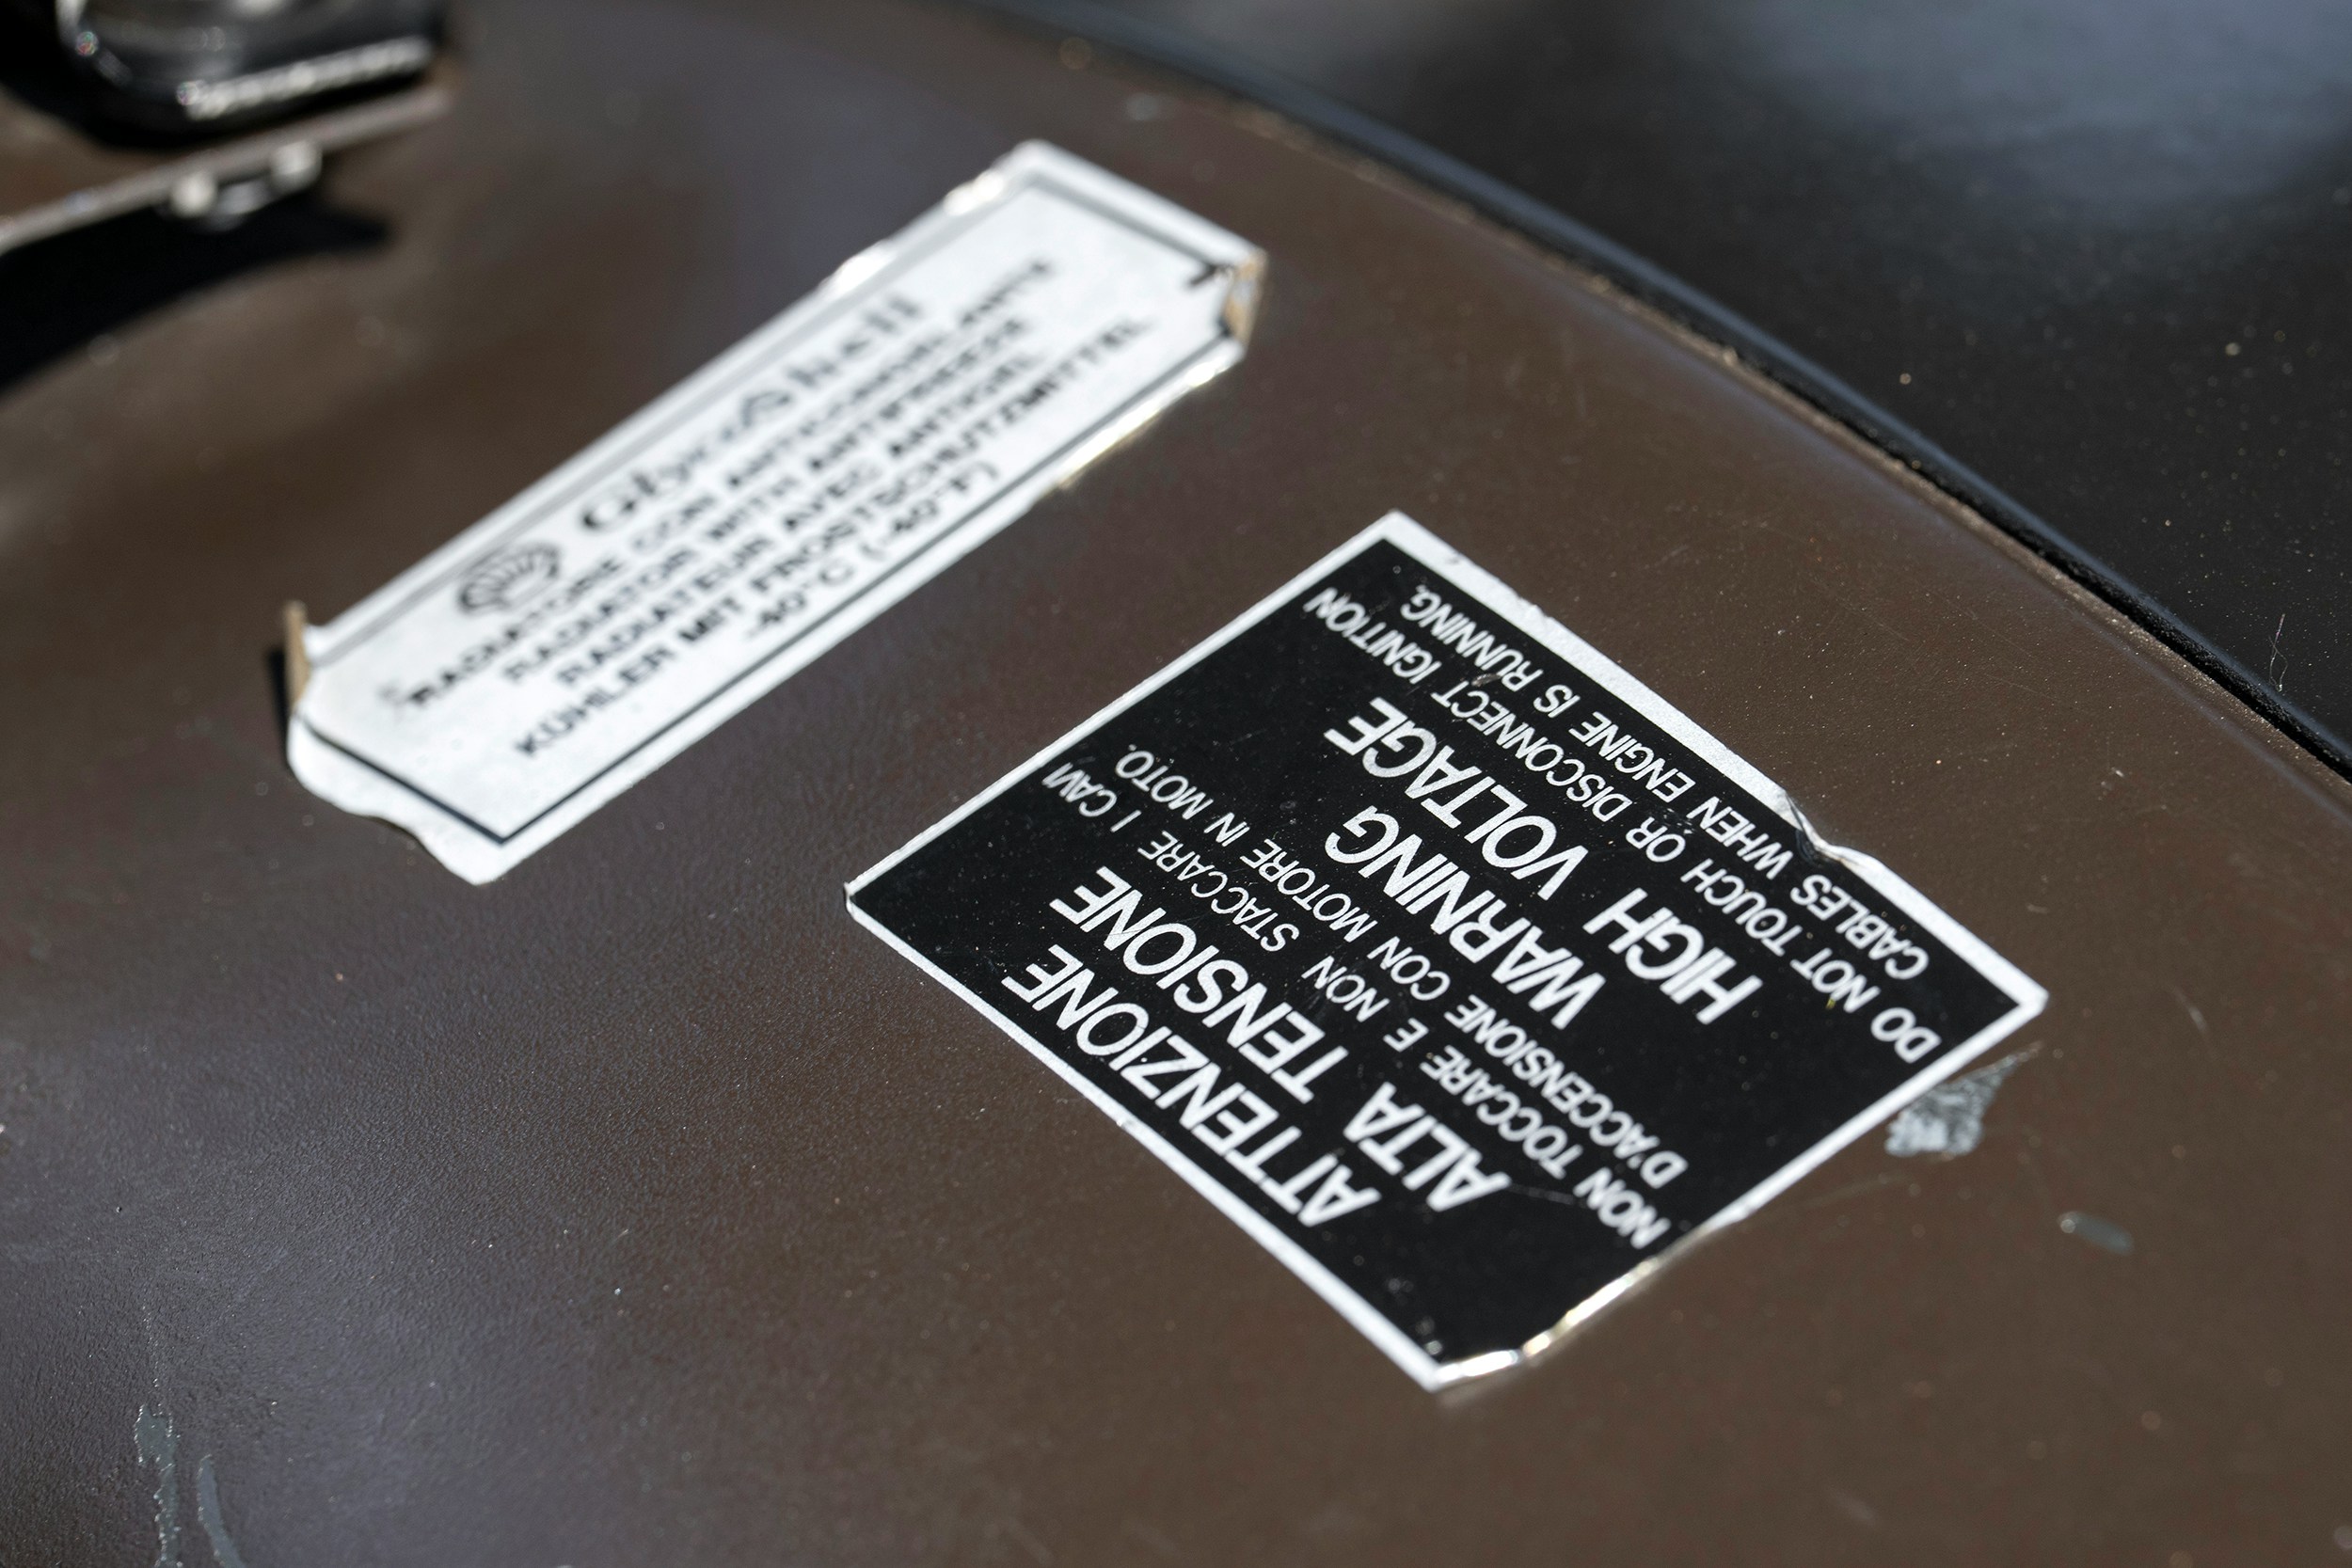 GlycoShell
RADIATORE CON ANTICONGELANTE
RADIATOR WITH ANTIFREEZE
RADIATEUR AVEC ANTIGEL
KÜHLER MIT FROSTSCHUTZMITTEL
-40°C (-40°F)
ATTENZIONE
ALTA TENSIONE
NON TOCCARE E NON STACCARE I CAVI
D'ACCENSIONE CON MOTORE IN MOTO.
WARNING
HIGH VOLTAGE
DO NOT TOUCH OR DISCONNECT IGNITION
CABLES WHEN ENGINE IS RUNNING.